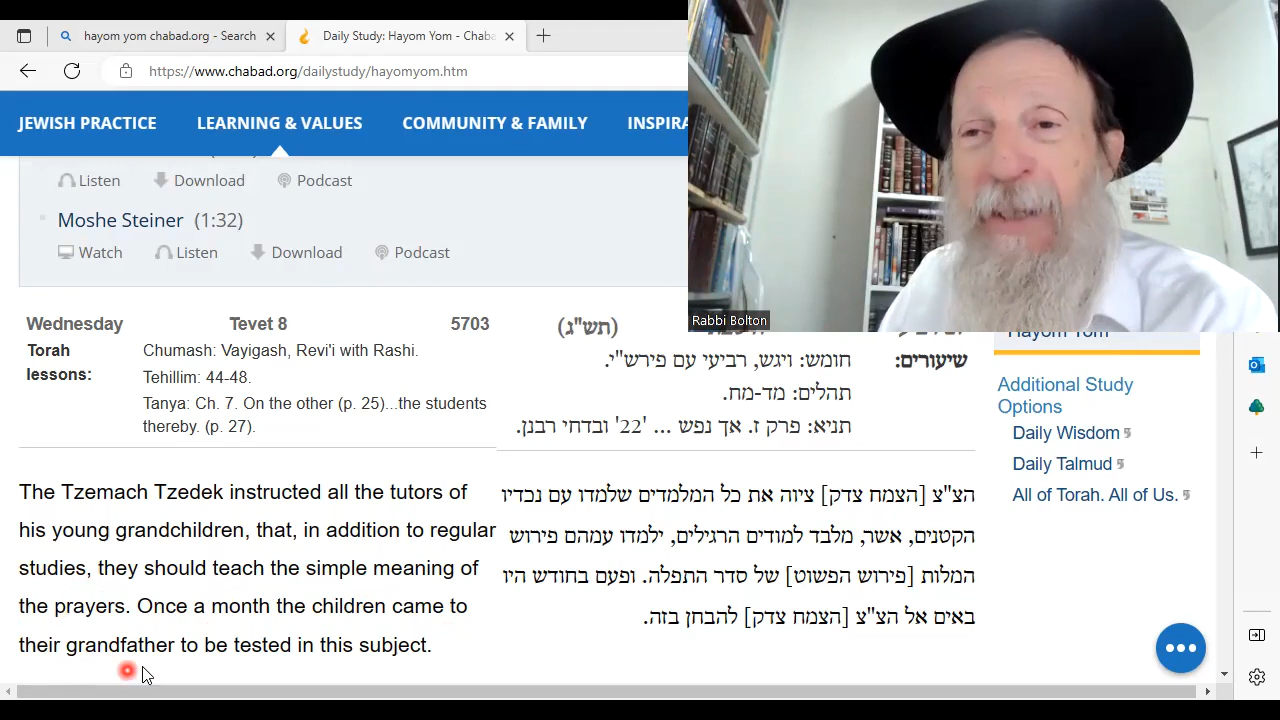 hayom yom chabad.org - Search
Daily Study: Hayom Yom - Chaba
https://www.chabad.org/dailystudy/hayomyom.htm
JEWISH PRACTICE
LEARNING & VALUES
COMMUNITY & FAMILY
INSPIRA
Listen
Download
Podcast
Moshe Steiner (1:32)
Watch
Listen
Download
Podcast
Rabbi Bolton
Wednesday Tevet 8 5703
Torah lessons:
Chumash: Vayigash, Revi'i with Rashi.
Tehillim: 44-48.
Tanya: Ch. 7. On the other (p. 25)...the students
thereby. (p. 27).
The Tzemach Tzedek instructed all the tutors of
his young grandchildren, that, in addition to regular
studies, they should teach the simple meaning of
the prayers. Once a month the children came to
their grandfather to be tested in this subject.
(תש"ג)
שיעורים:
חומש: ויגש, רביעי עם פירש"י.
תהלים: מד-מח.
תניא: פרק ז. אך נפש ... '22' ובדחי רבנן.
הצ"צ [הצמח צדק] ציוה את כל המלמדים שלמדו עם נכדיו
הקטנים, אשר, מלבד למודים הרגילים, ילמדו עמהם פירוש
המלות [פירוש הפשוט] של סדר התפלה. ופעם בחודש היו
באים אל הצ"צ [הצמח צדק] להבחן בזה.
Hayom Yom
Additional Study
Options
Daily Wisdom
Daily Talmud
All of Torah. All of Us.